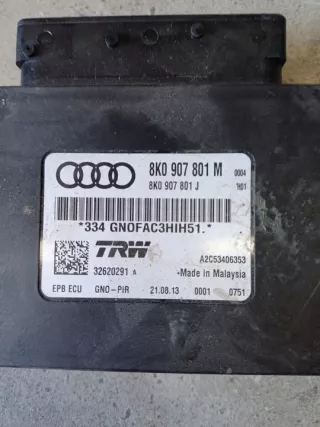 8K0 907 801 M 0004
8K0 907 801 J H01
*334 GNOFAC3HIH51.*
TRW A2C53406353
32620291 A •Made in Malaysia
EPB ECU GNO-PIR 21.08.13 0001 0751